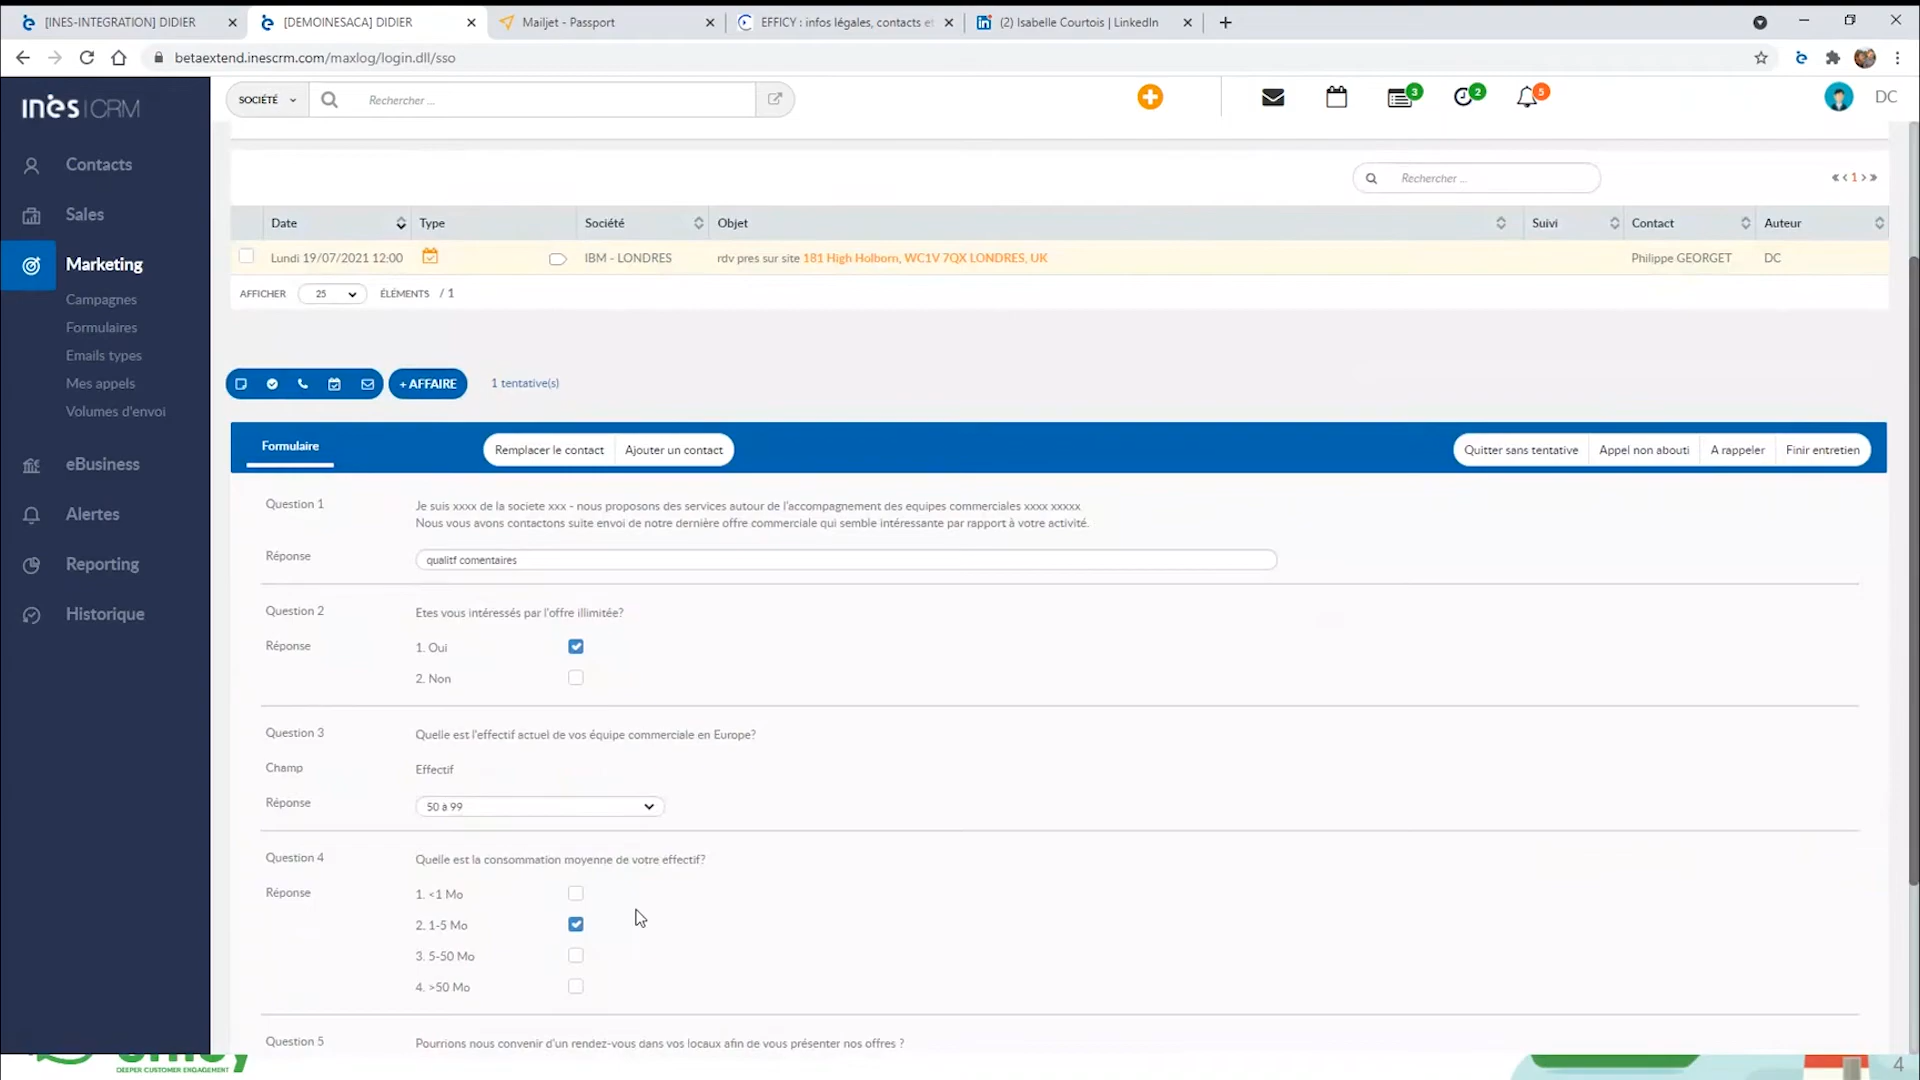 [INES-INTEGRATION] DIDIER
[DEMOINESACA] DIDIER
Mailjet - Passport
EFFICY : infos légales, contacts et
(2) Isabelle Courtois | LinkedIn
betaextend.inescrm.com/maxlog/login.dll/sso
inès|CRM
SOCIÉTÉ
Rechercher ...
3
2
5
DC
Contacts
Sales
Marketing
Campagnes
Formulaires
Emails types
Mes appels
Volumes d'envoi
eBusiness
Alertes
Reporting
Historique
Rechercher ...
1
Date
Type
Société
Objet
Suivi
Contact
Auteur
Lundi 19/07/2021 12:00
IBM - LONDRES
rdv pres sur site 181 High Holborn, WC1V 7QX LONDRES, UK
Philippe GEORGET
DC
AFFICHER
25
ÉLÉMENTS / 1
+ AFFAIRE
1 tentative(s)
Formulaire
Remplacer le contact
Ajouter un contact
Quitter sans tentative
Appel non abouti
A rappeler
Finir entretien
Question 1
Je suis xxxx de la societe xxx - nous proposons des services autour de l'accompagnement des equipes commerciales xxxx xxxxx
Nous vous avons contactons suite envoi de notre dernière offre commerciale qui semble intéressante par rapport à votre activité.
Réponse
qualitf comentaires
Question 2
Etes vous intéressés par l'offre illimitée?
Réponse
1. Oui
2. Non
Question 3
Quelle est l'effectif actuel de vos équipe commerciale en Europe?
Champ
Effectif
Réponse
50 à 99
Question 4
Quelle est la consommation moyenne de votre effectif?
Réponse
1. <1 Mo
2. 1-5 Mo
3. 5-50 Mo
4. >50 Mo
Question 5
Pourrions nous convenir d'un rendez-vous dans vos locaux afin de vous présenter nos offres ?
DEEPER CUSTOMER ENGAGEMENT
4